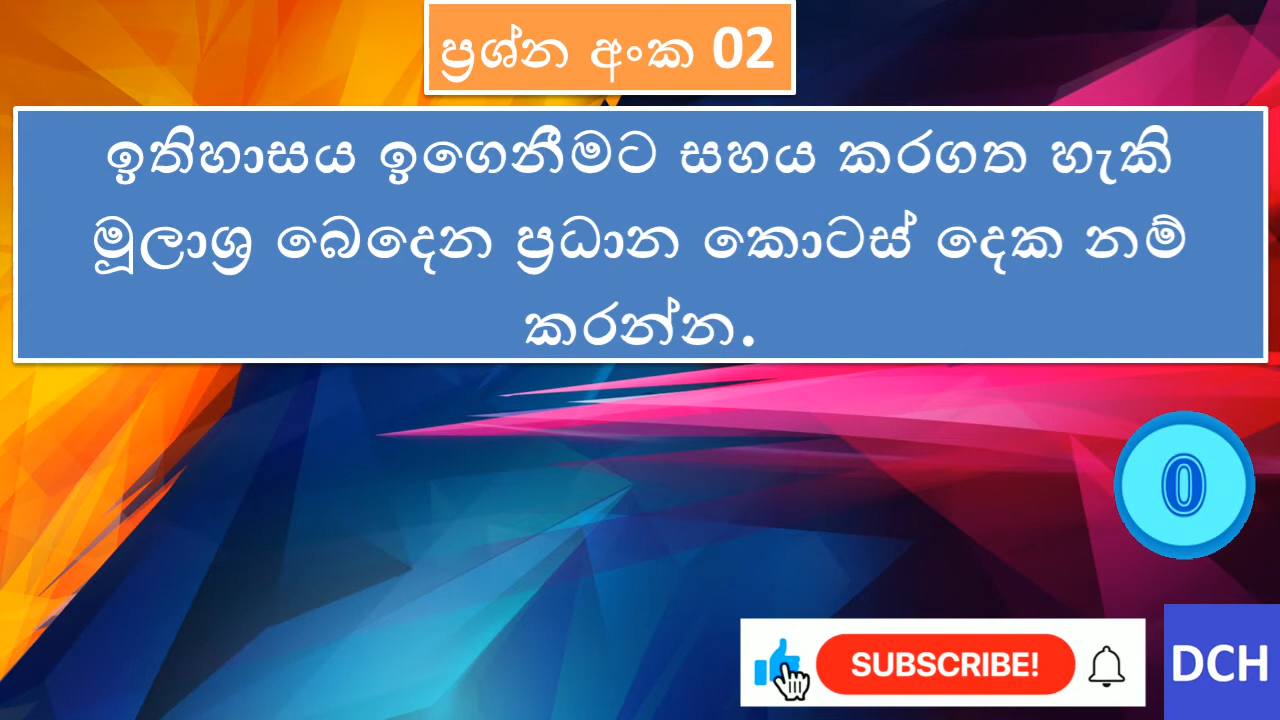 ප්‍රශ්න අංක 02
ඉතිහාසය ඉගෙනීමට සහය කරගත හැකි
මූලාශ්‍ර බෙදෙන ප්‍රධාන කොටස් දෙක නම්
කරන්න.
0
SUBSCRIBE!
DCH